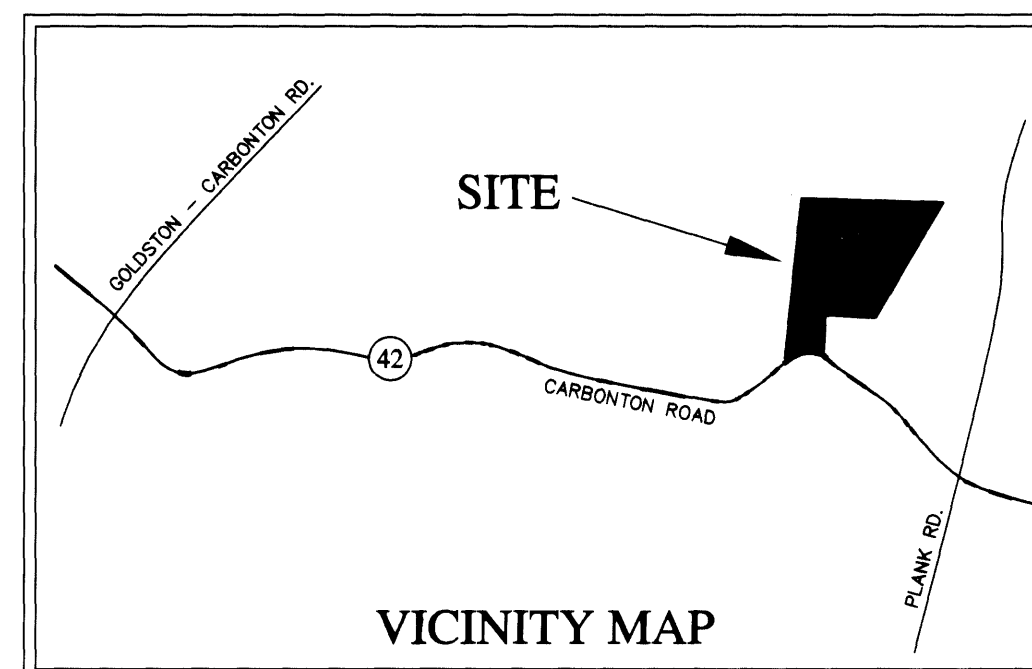 GOLDSTON - CARBONTON RD.
SITE
42
CARBONTON ROAD
PLANK RD.
VICINITY MAP